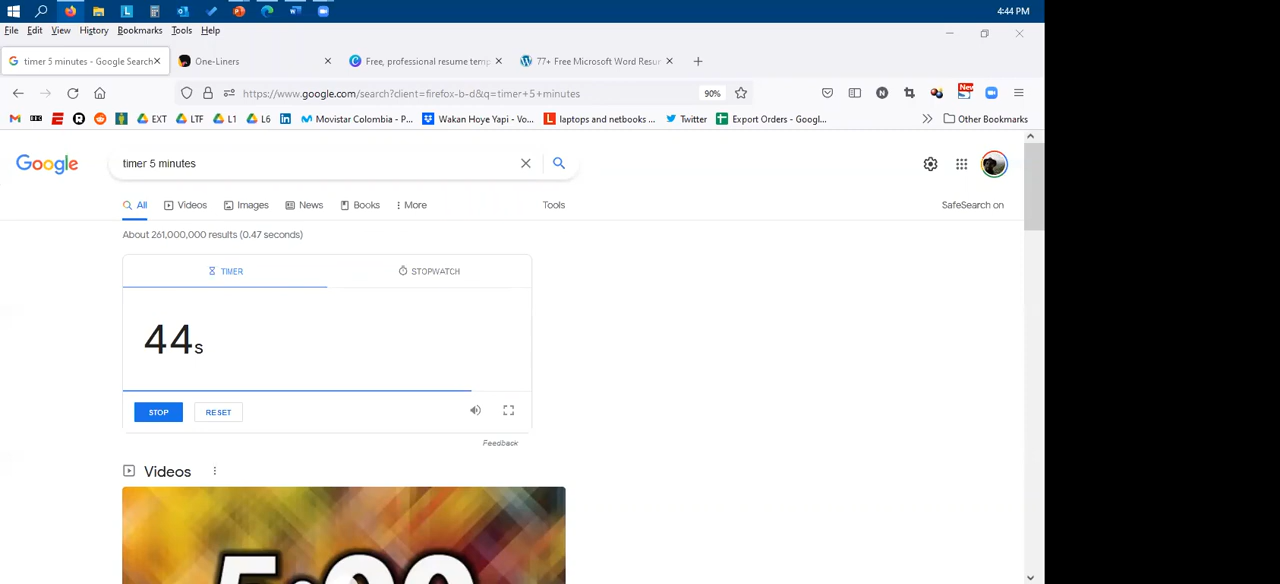 4:44 PM
File Edit View History Bookmarks Tools Help
timer 5 minutes - Google Search
One-Liners
Free, professional resume temp
77+ Free Microsoft Word Resu
https://www.google.com/search?client=firefox-b-d&q=timer+5+minutes
90%
New
EXT
LTF
L1
L6
Movistar Colombia - P...
Wakan Hoye Yapi - Vo...
laptops and netbooks ...
Twitter
Export Orders - Googl...
Other Bookmarks
Google
timer 5 minutes
All
Videos
Images
News
Books
More
Tools
SafeSearch on
About 261,000,000 results (0.47 seconds)
TIMER
STOPWATCH
44s
STOP
RESET
Feedback
Videos